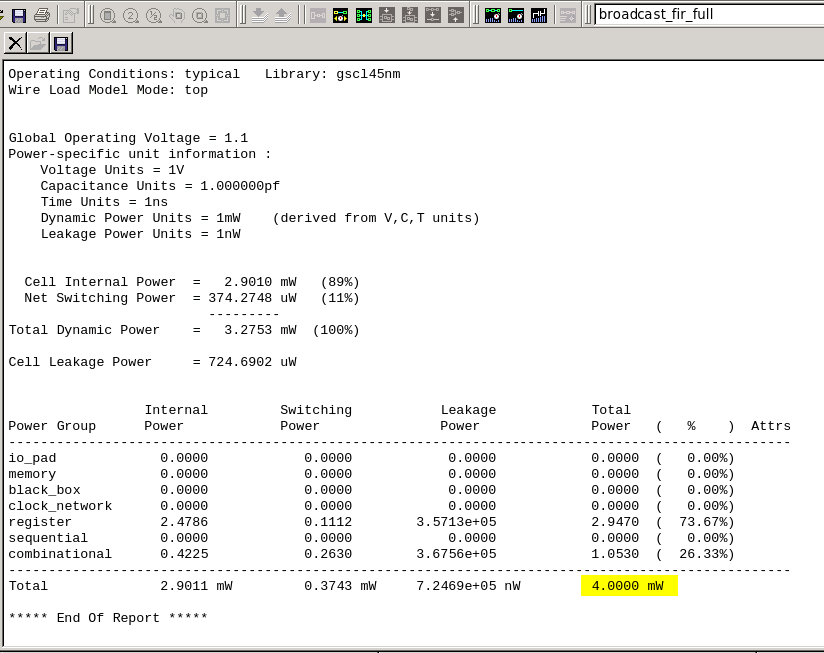 broadcast_fir_full
Operating Conditions: typical   Library: gscl45nm
Wire Load Model Mode: top
Global Operating Voltage = 1.1
Power-specific unit information :
    Voltage Units = 1V
    Capacitance Units = 1.000000pf
    Time Units = 1ns
    Dynamic Power Units = 1mW    (derived from V,C,T units)
    Leakage Power Units = 1nW
  Cell Internal Power  =   2.9010 mW   (89%)
  Net Switching Power  = 374.2748 uW   (11%)
                         ---------
Total Dynamic Power    =   3.2753 mW  (100%)
Cell Leakage Power     = 724.6902 uW
                 Internal         Switching           Leakage            Total
Power Group      Power            Power               Power              Power   (   %    )  Attrs
--------------------------------------------------------------------------------------------------
io_pad             0.0000            0.0000            0.0000            0.0000  (   0.00%)
memory             0.0000            0.0000            0.0000            0.0000  (   0.00%)
black_box          0.0000            0.0000            0.0000            0.0000  (   0.00%)
clock_network      0.0000            0.0000            0.0000            0.0000  (   0.00%)
register           2.4786            0.1112        3.5713e+05            2.9470  (  73.67%)
sequential         0.0000            0.0000            0.0000            0.0000  (   0.00%)
combinational      0.4225            0.2630        3.6756e+05            1.0530  (  26.33%)
--------------------------------------------------------------------------------------------------
Total              2.9011 mW         0.3743 mW     7.2469e+05 nW         4.0000 mW
***** End Of Report *****